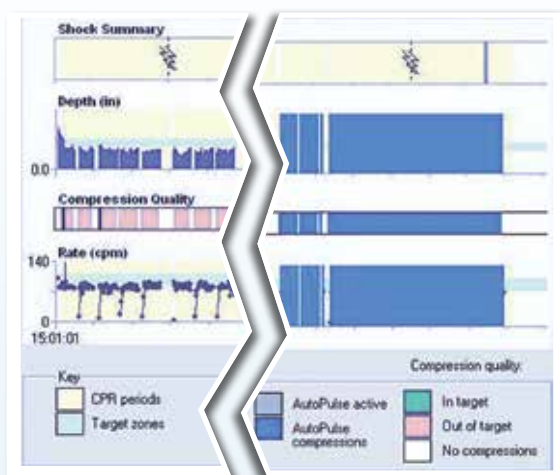 Shock Summary
Depth (in)
0.0
Compression Quality
Rate (cpm)
140
0
15:01:01
Key
CPR periods
Target zones
AutoPulse active
AutoPulse
compressions
Compression quality:
In target
Out of target
No compressions